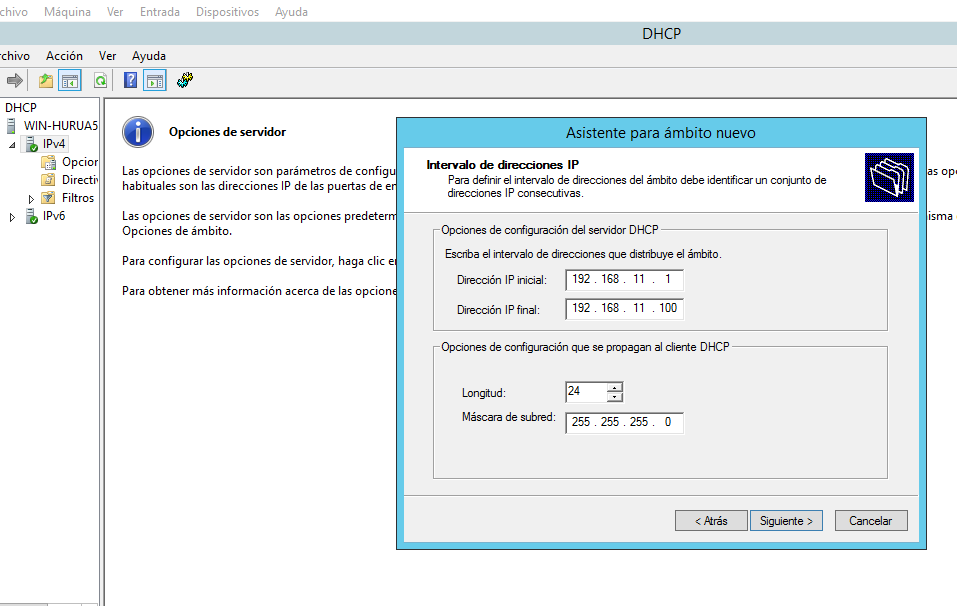 chivo Máquina Ver Entrada Dispositivos Ayuda
DHCP
rchivo Acción Ver Ayuda
DHCP
WIN-HURUA5
IPv4
Opcion
Directiv
Filtros
IPv6
Opciones de servidor
Las opciones de servidor son parámetros de configu
habituales son las direcciones IP de las puertas de en
Las opciones de servidor son las opciones predeterm
Opciones de ámbito.
Para configurar las opciones de servidor, haga clic en
Para obtener más información acerca de las opcione
as opc
isma
Asistente para ámbito nuevo
Intervalo de direcciones IP
Para definir el intervalo de direcciones del ámbito debe identificar un conjunto de
direcciones IP consecutivas.
Opciones de configuración del servidor DHCP
Escriba el intervalo de direcciones que distribuye el ámbito.
Dirección IP inicial: 192 . 168 . 11 . 1
Dirección IP final: 192 . 168 . 11 . 100
Opciones de configuración que se propagan al cliente DHCP
Longitud: 24
Máscara de subred: 255 . 255 . 255 . 0
< Atrás Siguiente > Cancelar